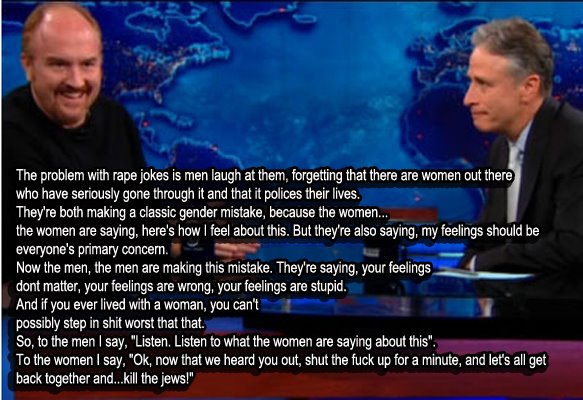 The problem with rape jokes is men laugh at them, forgetting that there are women out there
who have seriously gone through it and that it polices their lives.
They're both making a classic gender mistake, because the women...
the women are saying, here's how I feel about this. But they're also saying, my feelings should be
everyone's primary concern.
Now the men, the men are making this mistake. They're saying, your feelings
dont matter, your feelings are wrong, your feelings are stupid.
And if you ever lived with a woman, you can't
possibly step in shit worst that that.
So, to the men I say, "Listen. Listen to what the women are saying about this".
To the women I say, "Ok, now that we heard you out, shut the fuck up for a minute, and let's all get
back together and...kill the jews!"